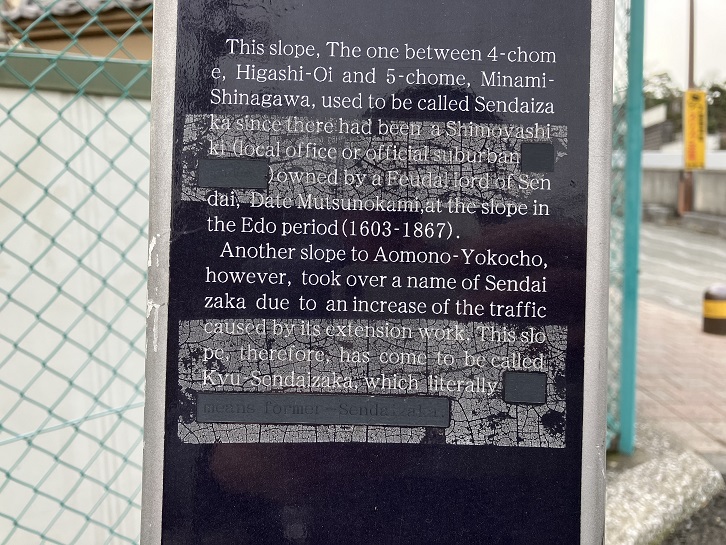 This slope, The one between 4-chom
e, Higashi-Oi and 5-chome, Minami-
Shinagawa, used to be called Sendaiza
ka since there had been a Shimoyashi-
ki (local office or official suburban
)owned by a Feudal lord of Sen
dai, Date Mutsunokami,at the slope in
the Edo period(1603-1867).
Another slope to Aomono-Yokocho,
however, took over a name of Sendai
zaka due to an increase of the traffic
caused by its extension work. This slo
pe, therefore, has come to be called
Kyu-Sendaizaka, which literally
means former-Sendaizaka.